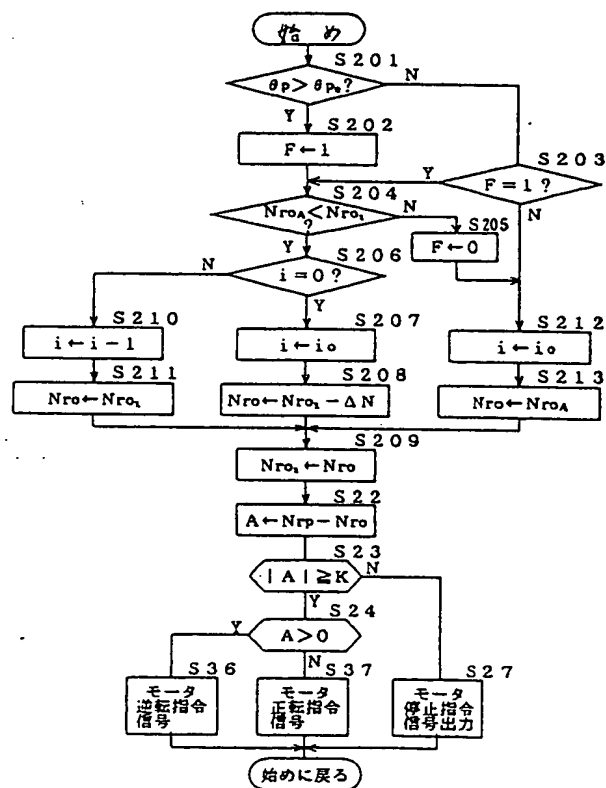 始め
S201
θp>θp₀?
N
Y
S202
F←1
S203
Y
F=1?
N
S204
NroA<Nro₁
?
N
Y
S205
F←0
S206
N
i=0?
Y
S210
i←i-1
S207
i←io
S212
i←io
S211
Nro←Nro₁
S208
Nro←Nro₁-ΔN
S213
Nro←NroA
S209
Nro₁←Nro
S22
A←Nrp-Nro
S23
|A|≧K
N
Y
S24
Y
A>0
N
S36
モータ
逆転指令
信号
S37
モータ
正転指令
信号
S27
モータ
停止指令
信号出力
始めに戻る